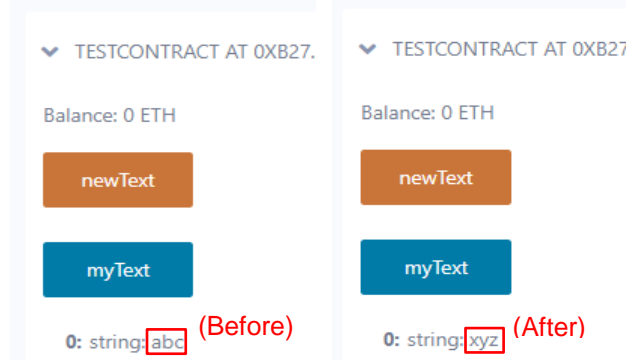 TESTCONTRACT AT 0XB27.
Balance: 0 ETH
newText
myText
0: string: abc (Before)
TESTCONTRACT AT 0XB27
Balance: 0 ETH
newText
myText
0: string: xyz (After)